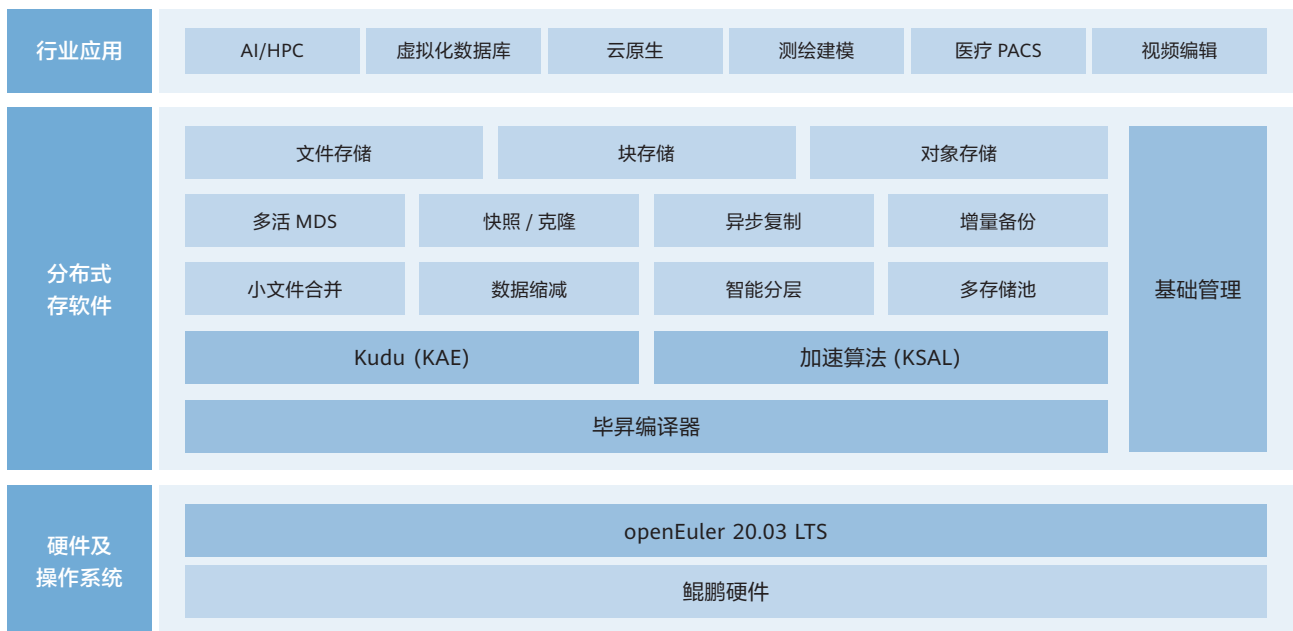 行业应用
AI/HPC
虚拟化数据库
云原生
测绘建模
医疗 PACS
视频编辑
分布式
存软件
文件存储
块存储
对象存储
多活 MDS
快照 / 克隆
异步复制
增量备份
小文件合并
数据缩减
智能分层
多存储池
Kudu (KAE)
加速算法 (KSAL)
毕昇编译器
基础管理
硬件及
操作系统
openEuler 20.03 LTS
鲲鹏硬件